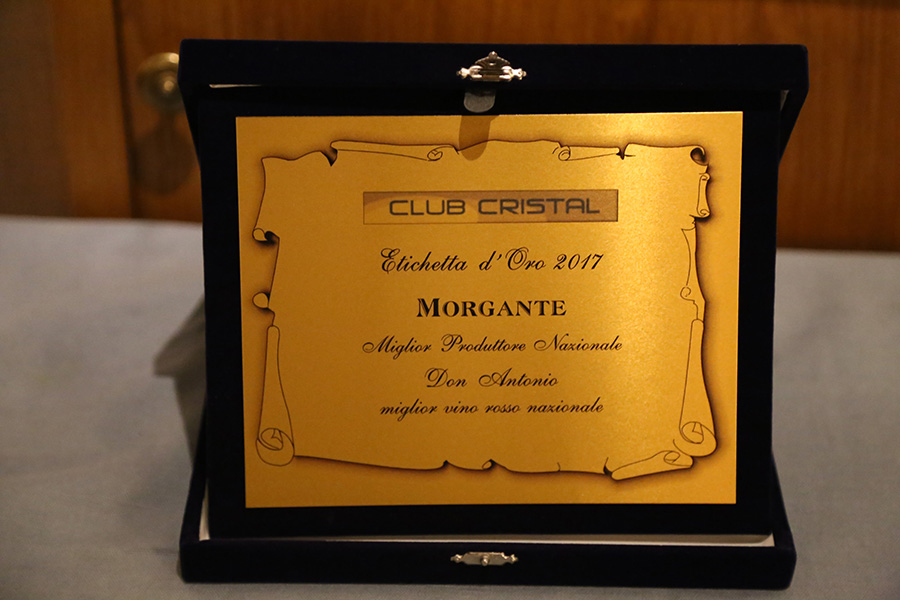 CLUB CRISTAL
Etichetta d'Oro 2017
MORGANTE
Miglior Produttore Nazionale
Don Antonio
miglior vino rosso nazionale